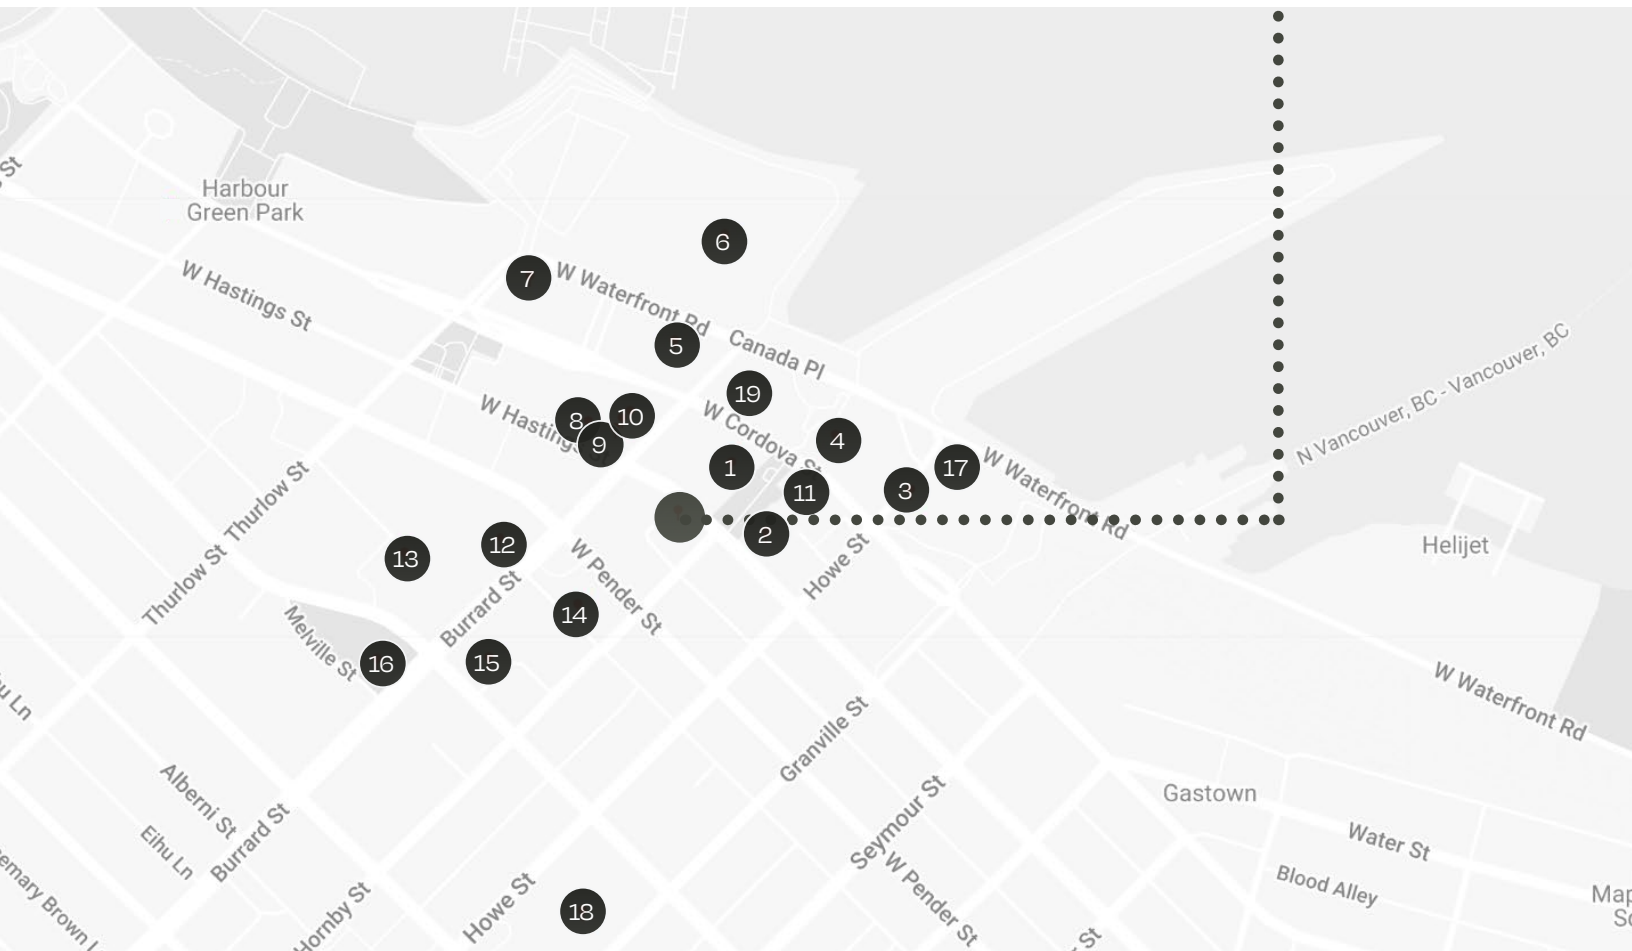 St
Harbour
Green Park
6
7
W Waterfront Rd
W Hastings St
5
Canada Pl
19
N Vancouver, BC - Vancouver, BC
W Hastings
8
10
9
W Cordova St
4
1
17
W Waterfront Rd
11
3
2
Thurlow St
Thurlow St
13
12
W Pender St
Howe St
Helijet
Burrard St
14
Melville St
16
15
W Waterfront Rd
Granville St
Alberni St
Eihu Ln
Burrard St
Seymour St
Gastown
Water St
Blood Alley
W Pender St
18
Howe St
Hornby St
St